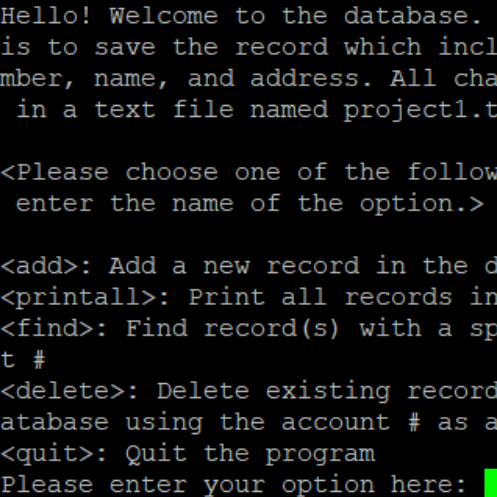 Hello! Welcome to the database.
is to save the record which incl
mber, name, and address. All cha
in a text file named project1.t
<Please choose one of the follow
enter the name of the option.>
<add>: Add a new record in the d
<printall>: Print all records in
<find>: Find record(s) with a sp
t #
<delete>: Delete existing record
atabase using the account # as a
<quit>: Quit the program
Please enter your option here: